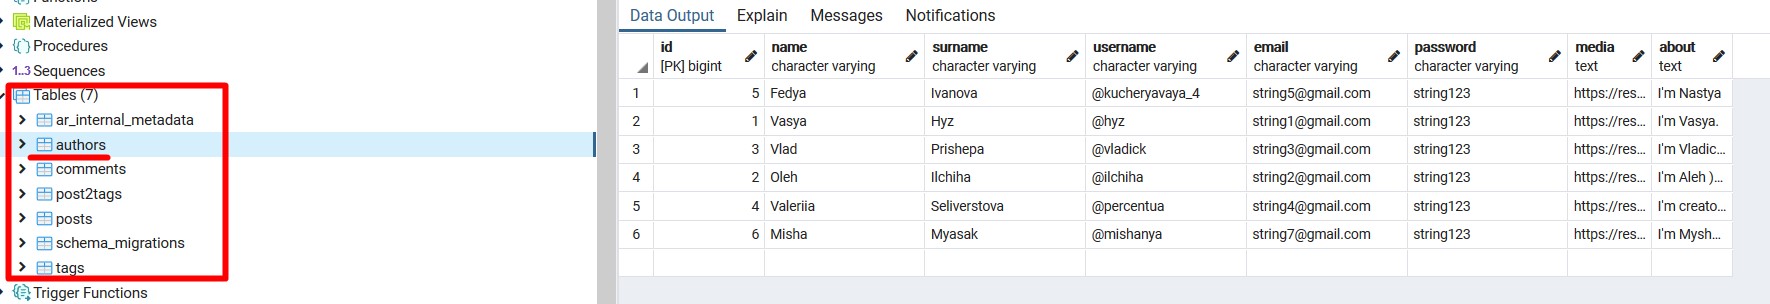 Functions
Materialized Views
Procedures
1..3 Sequences
Tables (7)
ar_internal_metadata
authors
comments
post2tags
posts
schema_migrations
tags
Trigger Functions
Data Output Explain Messages Notifications
id name surname username email password media about
[PK] bigint character varying character varying character varying character varying character varying text text
1 5 Fedya Ivanova @kucheryavaya_4 string5@gmail.com string123 https://res... I'm Nastya
2 1 Vasya Hyz @hyz string1@gmail.com string123 https://res... I'm Vasya.
3 3 Vlad Prishepa @vladick string3@gmail.com string123 https://res... I'm Vladic...
4 2 Oleh Ilchiha @ilchiha string2@gmail.com string123 https://res... I'm Aleh )...
5 4 Valeriia Seliverstova @percentua string4@gmail.com string123 https://res... I'm creato...
6 6 Misha Myasak @mishanya string7@gmail.com string123 https://res... I'm Mysh...